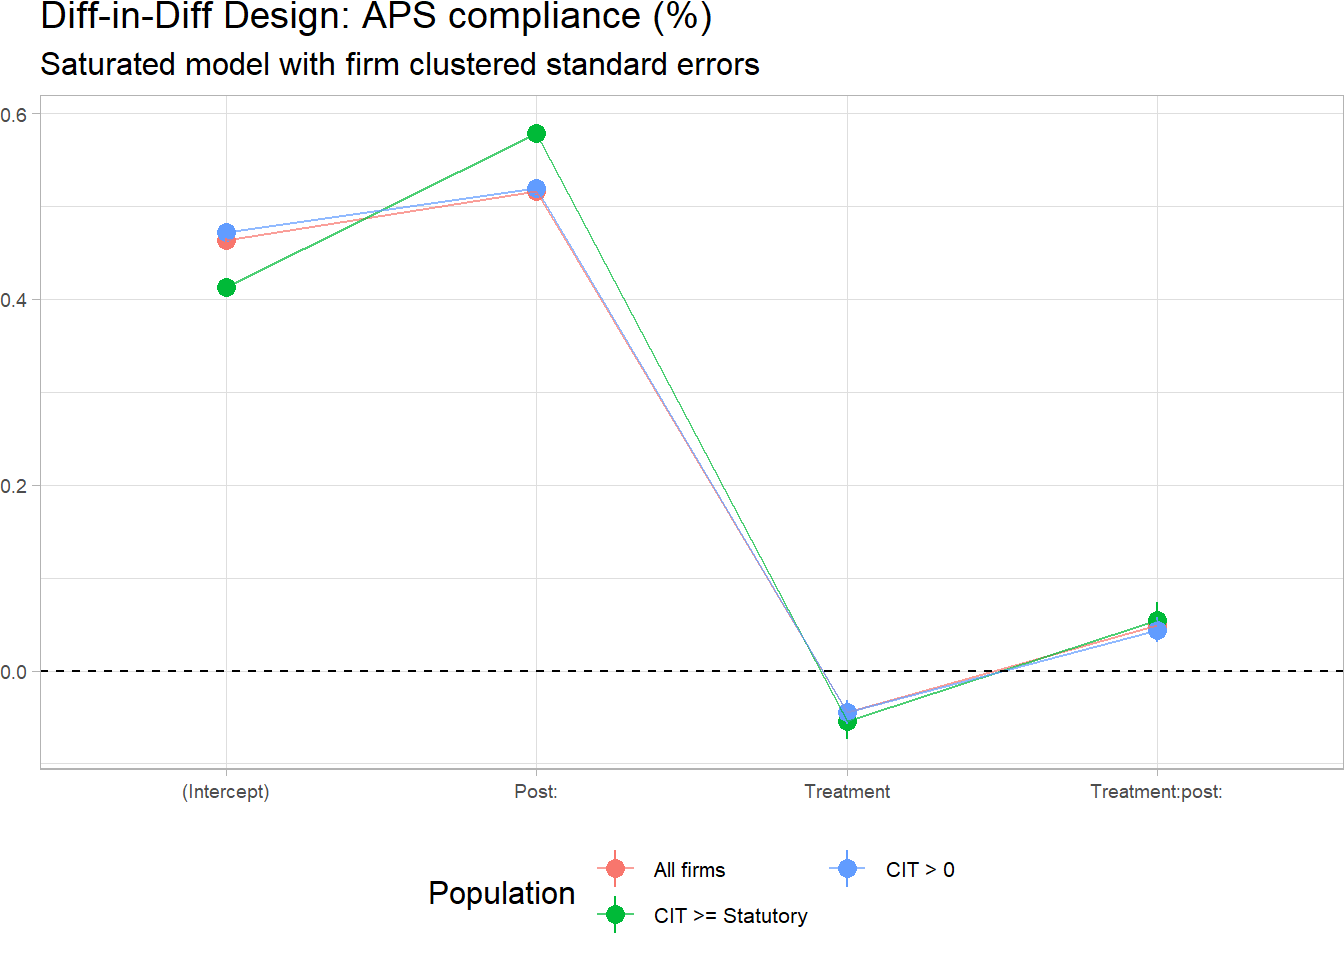 Diff-in-Diff Design: APS compliance (%)
Saturated model with firm clustered standard errors
0.6
0.4
0.2
0.0
(Intercept)
Post:
Treatment
Treatment:post:
Population
All firms
CIT > 0
CIT >= Statutory